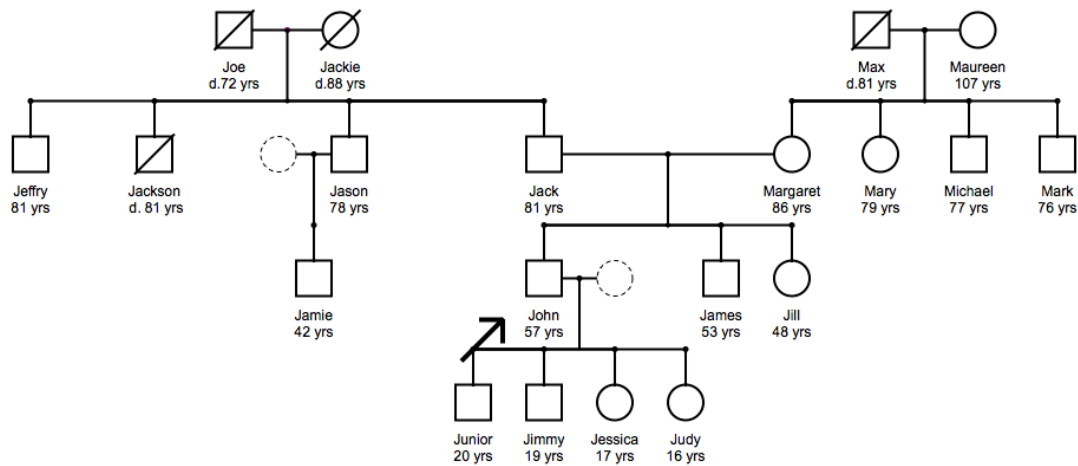 Joe
d.72 yrs
Jackie
d.88 yrs
Max
d.81 yrs
Maureen
107 yrs
Jeffry
81 yrs
Jackson
d. 81 yrs
Jason
78 yrs
Jack
81 yrs
Margaret
86 yrs
Mary
79 yrs
Michael
77 yrs
Mark
76 yrs
Jamie
42 yrs
John
57 yrs
James
53 yrs
Jill
48 yrs
Junior
20 yrs
Jimmy
19 yrs
Jessica
17 yrs
Judy
16 yrs